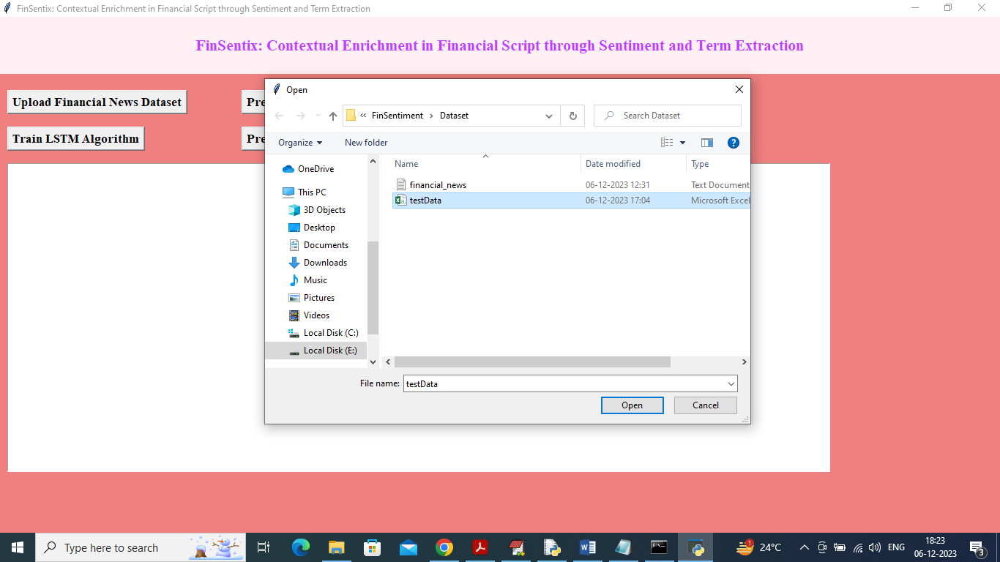 FinSentix: Contextual Enrichment in Financial Script through Sentiment and Term Extraction
FinSentix: Contextual Enrichment in Financial Script through Sentiment and Term Extraction
Upload Financial News Dataset
Pre
Train LSTM Algorithm
Pre
Open
« FinSentiment › Dataset
Search Dataset
Organize
New folder
OneDrive
This PC
3D Objects
Desktop
Documents
Downloads
Music
Pictures
Videos
Local Disk (C:)
Local Disk (E:)
Name Date modified Type
financial_news 06-12-2023 12:31 Text Document
testData 06-12-2023 17:04 Microsoft Excel
File name: testData
Open Cancel
Type here to search
24°C
ENG
18:23
06-12-2023
1
3